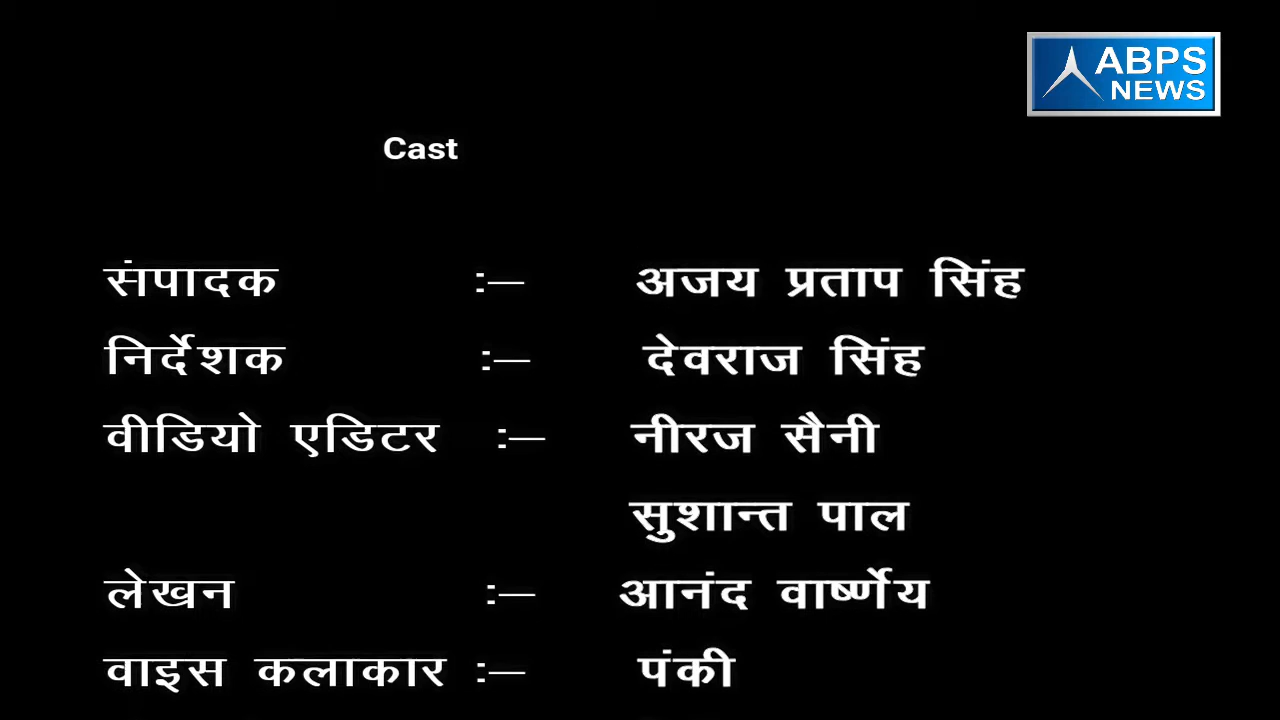 ABPS
NEWS
Cast
संपादक :— अजय प्रताप सिंह
निर्देशक :— देवराज सिंह
वीडियो एडिटर :— नीरज सैनी
सुशान्त पाल
लेखन :— आनंद वार्ष्णेय
वाइस कलाकार :— पंकी